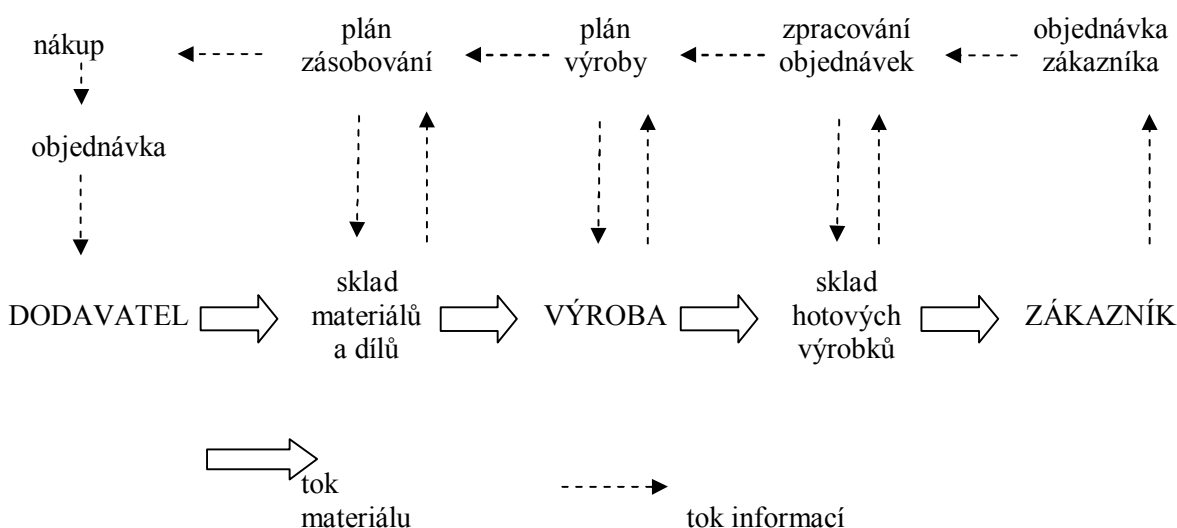 nákup
plán
zásobování
plán
výroby
zpracování
objednávek
objednávka
zákazníka
objednávka
DODAVATEL
sklad
materiálů
a dílů
VÝROBA
sklad
hotových
výrobků
ZÁKAZNÍK
tok
materiálu
tok informací